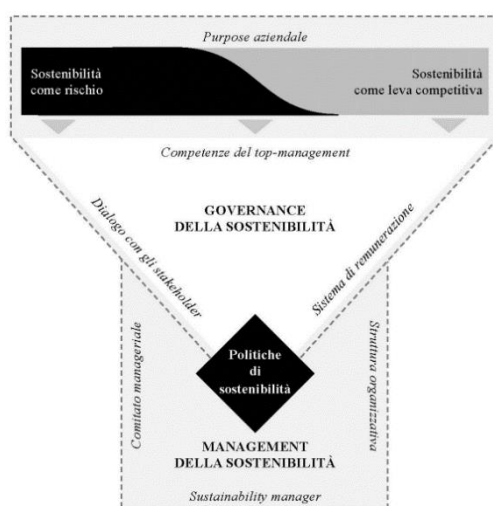 Purpose aziendale
Sostenibilità
come rischio
Sostenibilità
come leva competitiva
Competenze del top-management
GOVERNANCE
DELLA SOSTENIBILITÀ
Dialogo con gli stakeholder
Sistema di remunerazione
Politiche
di
sostenibilità
Comitato manageriale
Struttura organizzativa
MANAGEMENT
DELLA SOSTENIBILITÀ
Sustainability manager